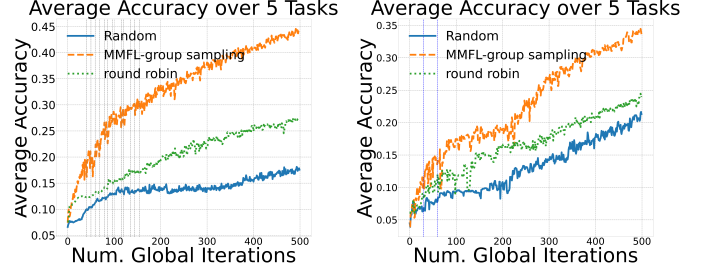 Average Accuracy over 5 Tasks
Average Accuracy
0.45
0.40
0.35
0.30
0.25
0.20
0.15
0.10
0.05
Random
MMFL-group sampling
round robin
0 100 200 300 400 500
Num. Global Iterations
Average Accuracy over 5 Tasks
Average Accuracy
0.35
0.30
0.25
0.20
0.15
0.10
0.05
Random
MMFL-group sampling
round robin
0 100 200 300 400 500
Num. Global Iterations